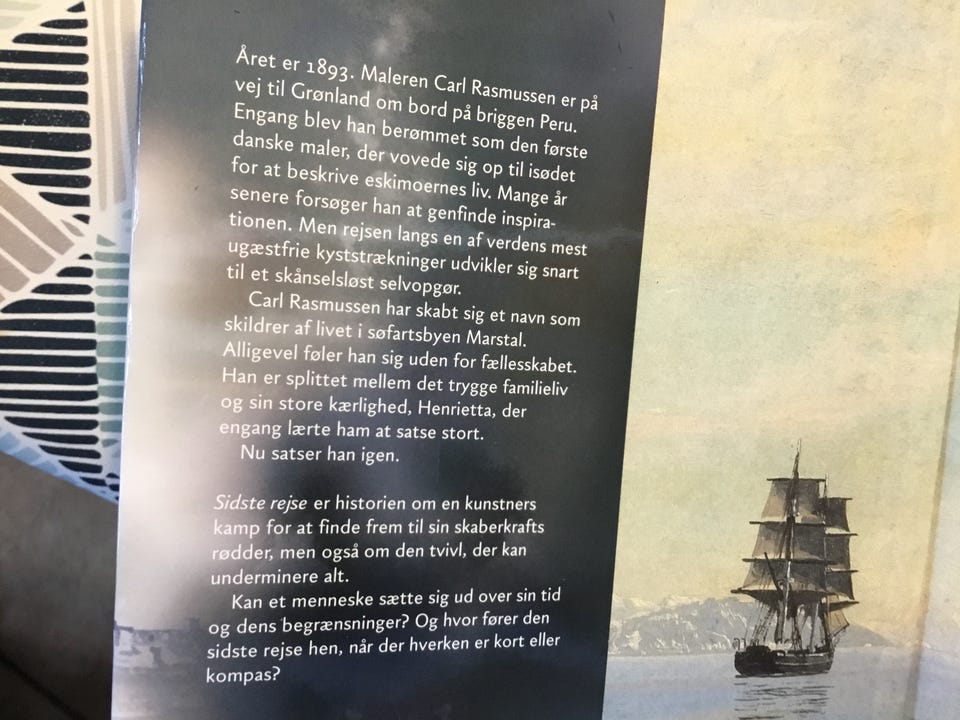 Året er 1893. Maleren Carl Rasmussen er på
vej til Grønland om bord på briggen Peru.
Engang blev han berømmet som den første
danske maler, der vovede sig op til isødet
for at beskrive eskimoernes liv. Mange år
senere forsøger han at genfinde inspira-
tionen. Men rejsen langs en af verdens mest
ugæstfrie kyststrækninger udvikler sig snart
til et skånselsløst selvopgør.
Carl Rasmussen har skabt sig et navn som
skildrer af livet i søfartsbyen Marstal.
Alligevel føler han sig uden for fællesskabet.
Han er splittet mellem det trygge familieliv
og sin store kærlighed, Henrietta, der
engang lærte ham at satse stort.
Nu satser han igen.
Sidste rejse er historien om en kunstners
kamp for at finde frem til sin skaberkrafts
rødder, men også om den tvivl, der kan
underminere alt.
Kan et menneske sætte sig ud over sin tid
og dens begrænsninger? Og hvor fører den
sidste rejse hen, når der hverken er kort eller
kompas?